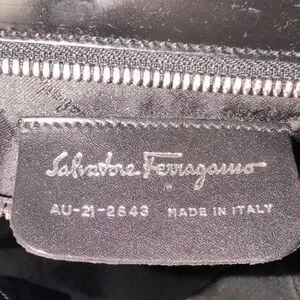 Salvatore Ferragamo
AU-21-2843 MADE IN ITALY